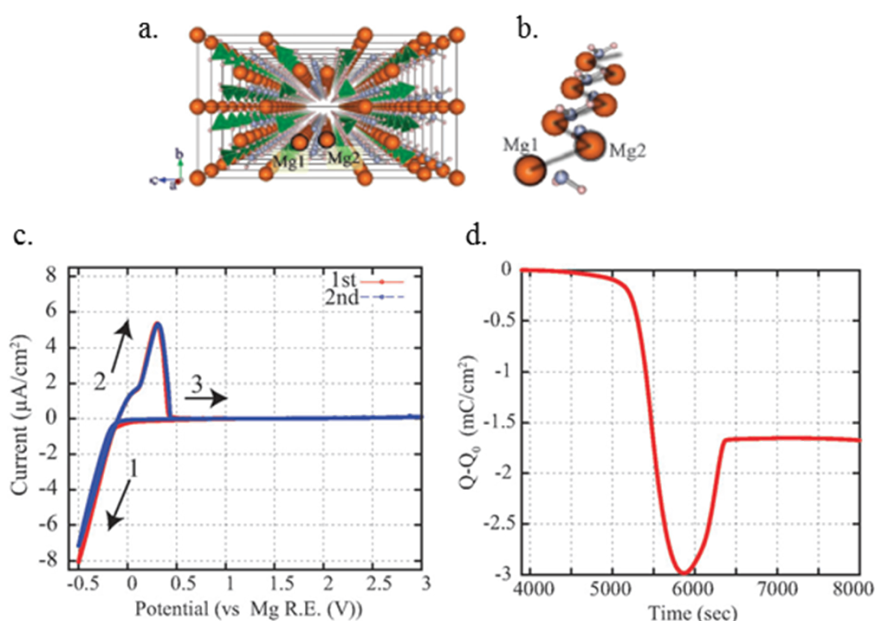 a.
b.
Mg1 Mg2
b
c
a
Mg1
Mg2
c.
d.
8
6
4
2
0
-2
-4
-6
-8
Current (μA/cm²)
1st
2nd
2
3
1
-0.5 0 0.5 1 1.5 2 2.5 3
Potential (vs Mg R.E. (V))
0
-0.5
-1
-1.5
-2
-2.5
-3
Q-Q₀ (mC/cm²)
4000 5000 6000 7000 8000
Time (sec)